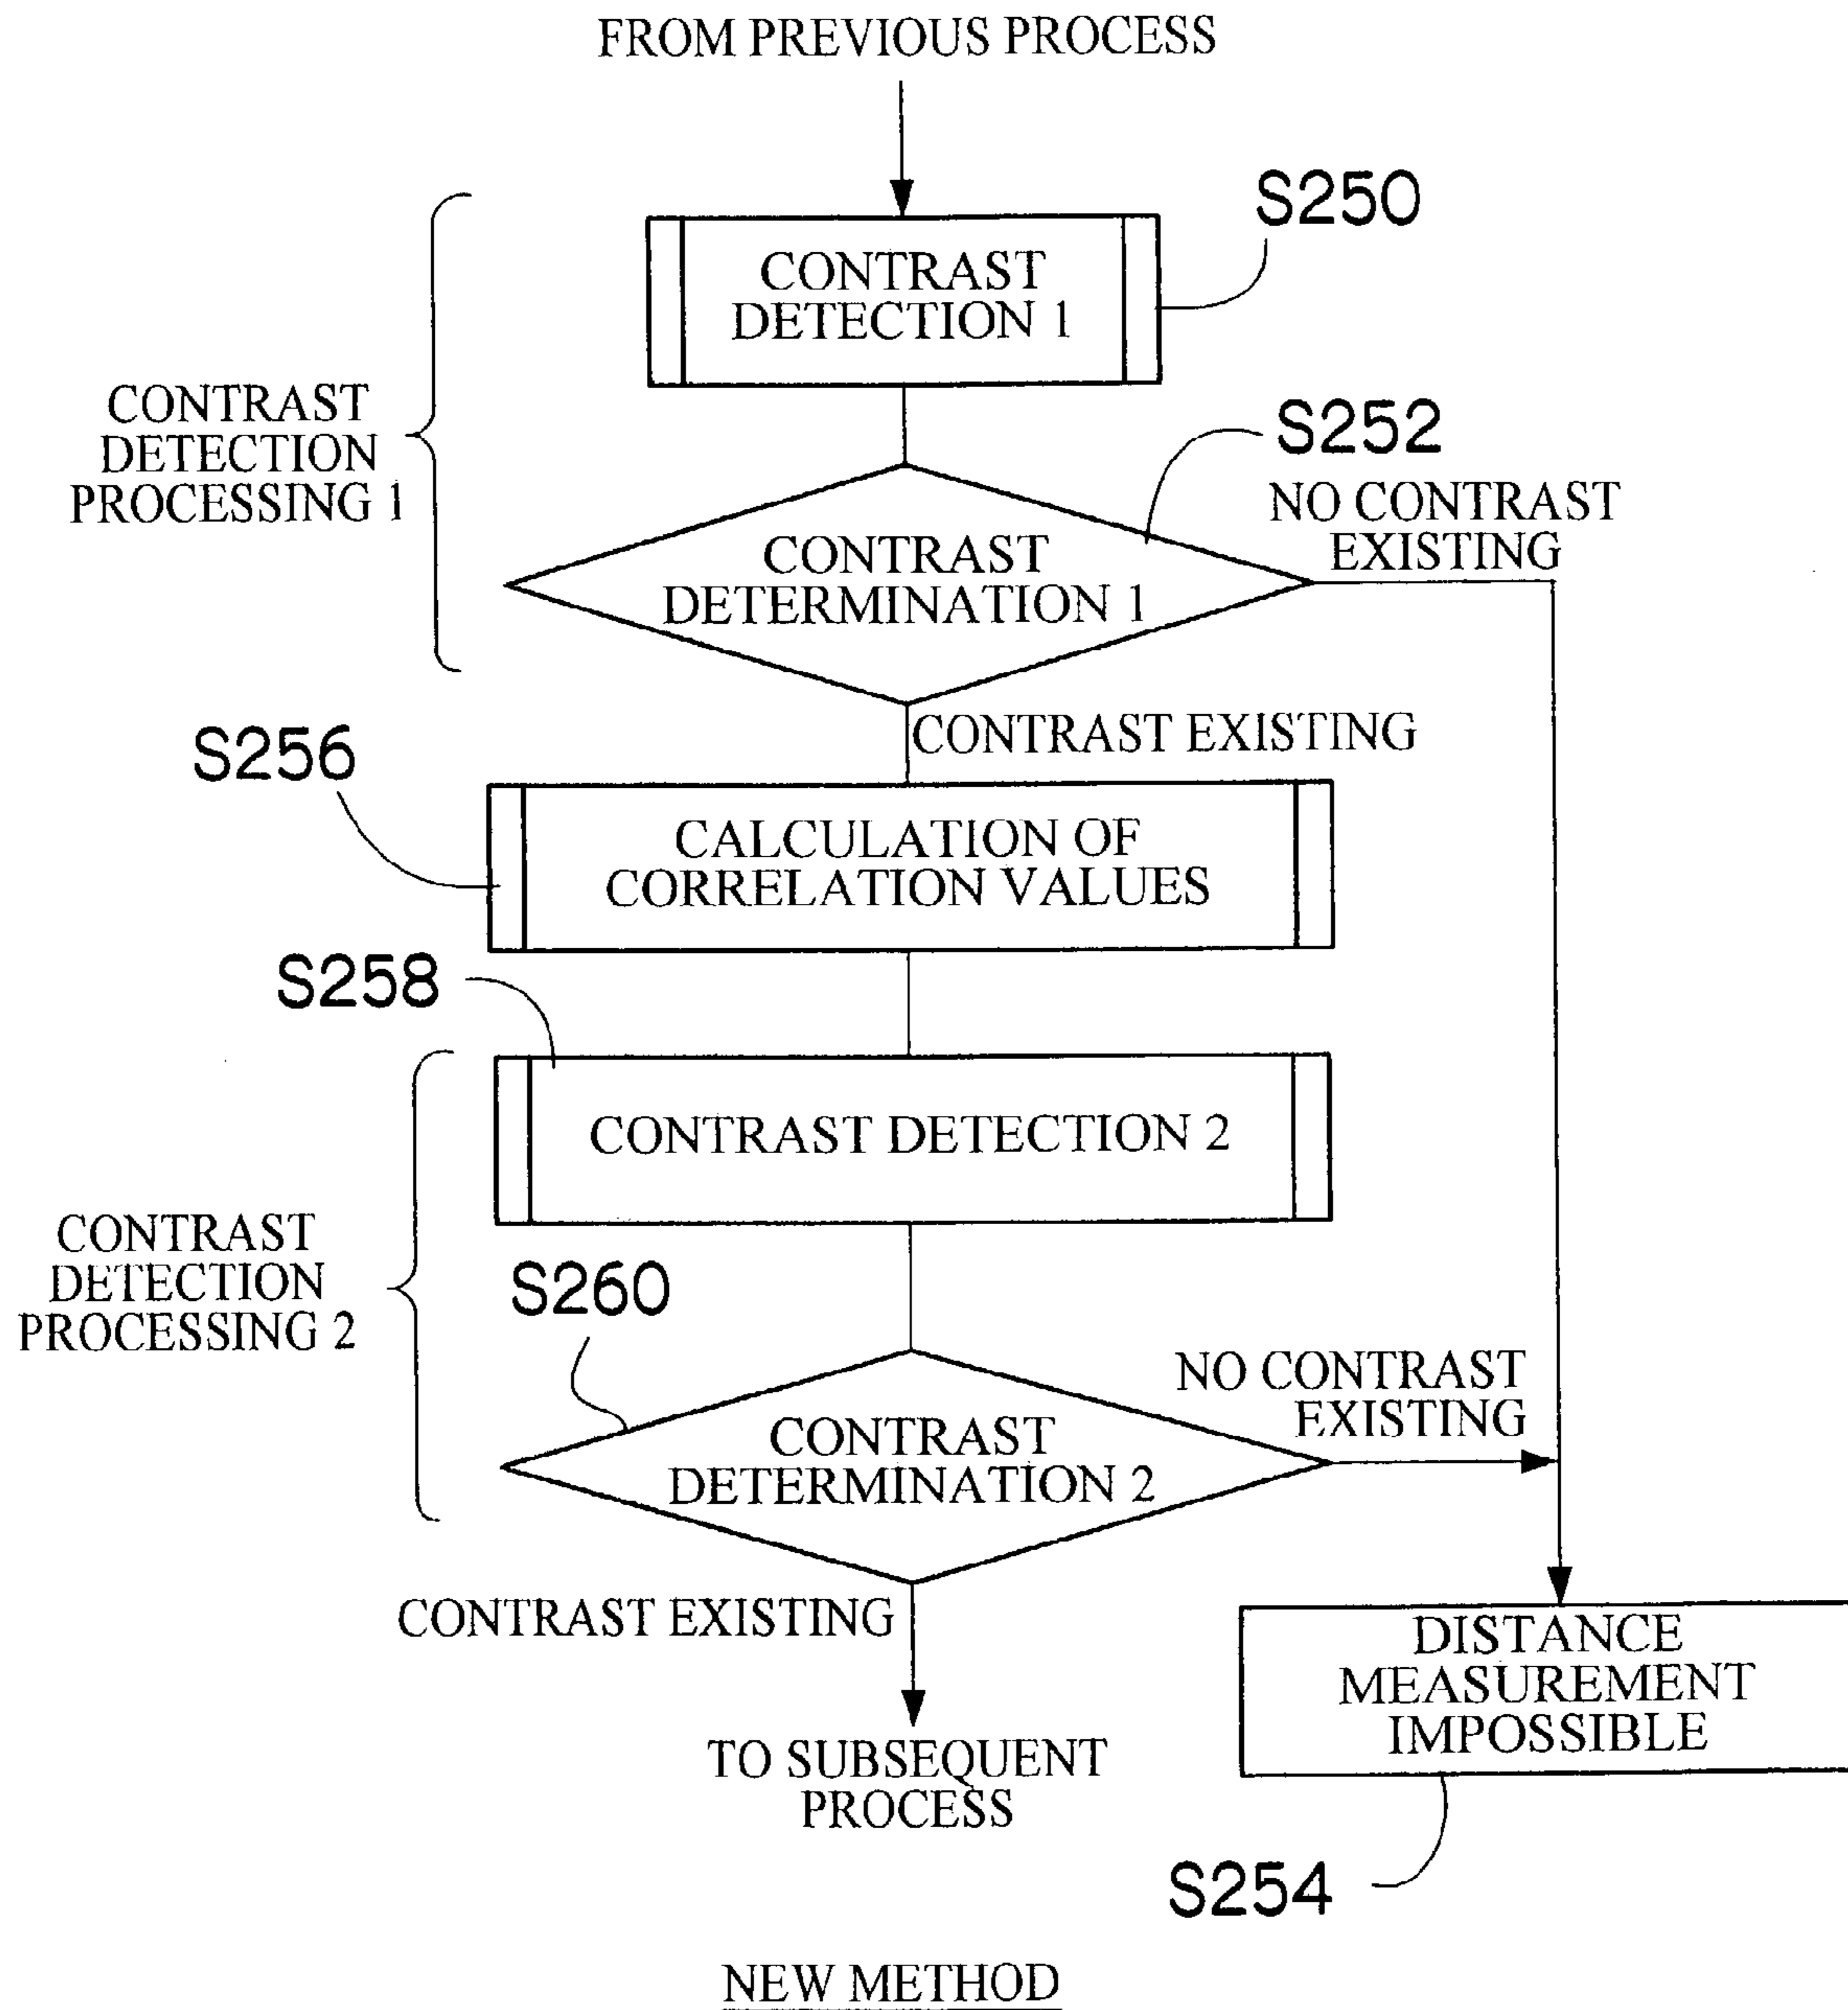 FROM PREVIOUS PROCESS
S250
CONTRAST
DETECTION 1
CONTRAST
DETECTION
PROCESSING 1
S252
NO CONTRAST
EXISTING
CONTRAST
DETERMINATION 1
CONTRAST EXISTING
S256
CALCULATION OF
CORRELATION VALUES
S258
CONTRAST DETECTION 2
CONTRAST
DETECTION
PROCESSING 2
S260
NO CONTRAST
EXISTING
CONTRAST
DETERMINATION 2
CONTRAST EXISTING
DISTANCE
MEASUREMENT
IMPOSSIBLE
TO SUBSEQUENT
PROCESS
S254
NEW METHOD